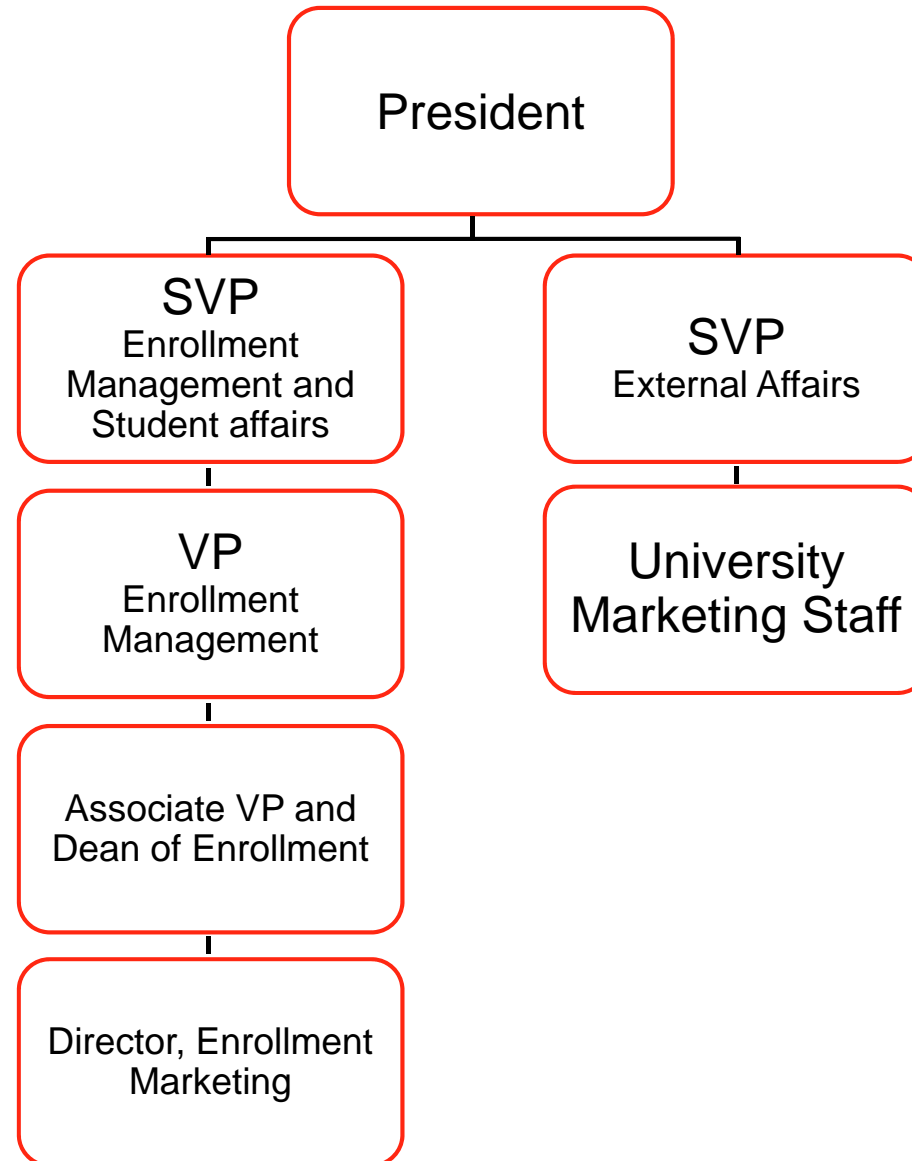 President
SVP
Enrollment
Management and
Student affairs
SVP
External Affairs
VP
Enrollment
Management
University
Marketing Staff
Associate VP and
Dean of Enrollment
Director, Enrollment
Marketing